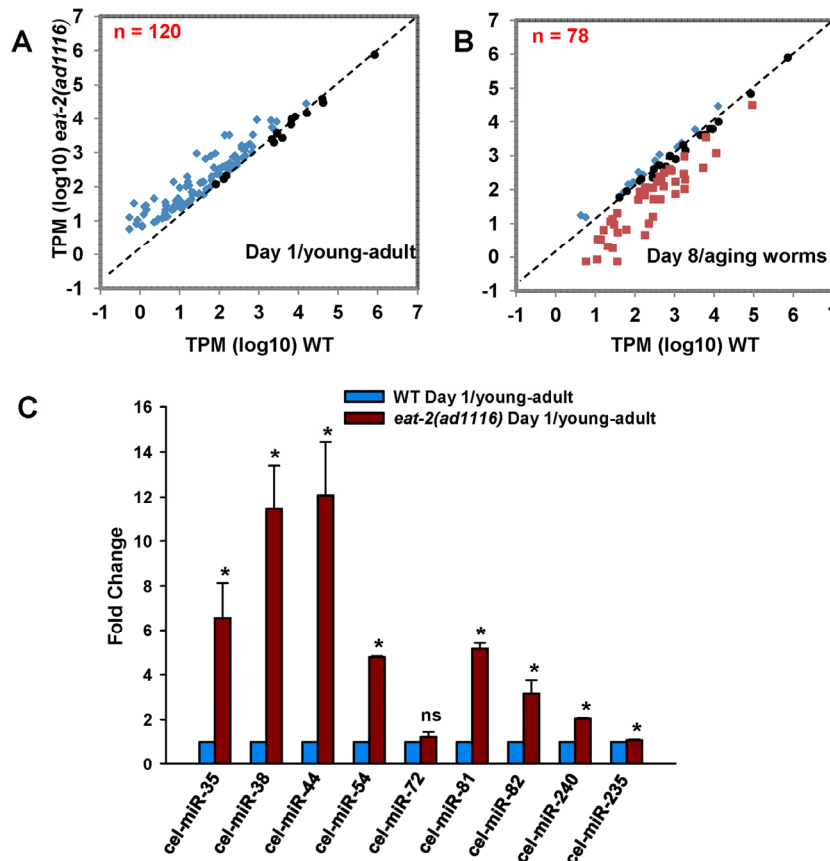 A
n = 120
TPM (log10) eat-2(ad1116)
7
6
5
4
3
2
1
0
-1
-1 0 1 2 3 4 5 6 7
Day 1/young-adult
TPM (log10) WT
B
n = 78
7
6
5
4
3
2
1
0
-1
-1 0 1 2 3 4 5 6 7
Day 8/aging worms
TPM (log10) WT
C
WT Day 1/young-adult
eat-2(ad1116) Day 1/young-adult
Fold Change
16
14
12
10
8
6
4
2
0
* * * * ns * * * *
cel-miR-35
cel-miR-38
cel-miR-44
cel-miR-54
cel-miR-72
cel-miR-81
cel-miR-82
cel-miR-240
cel-miR-235